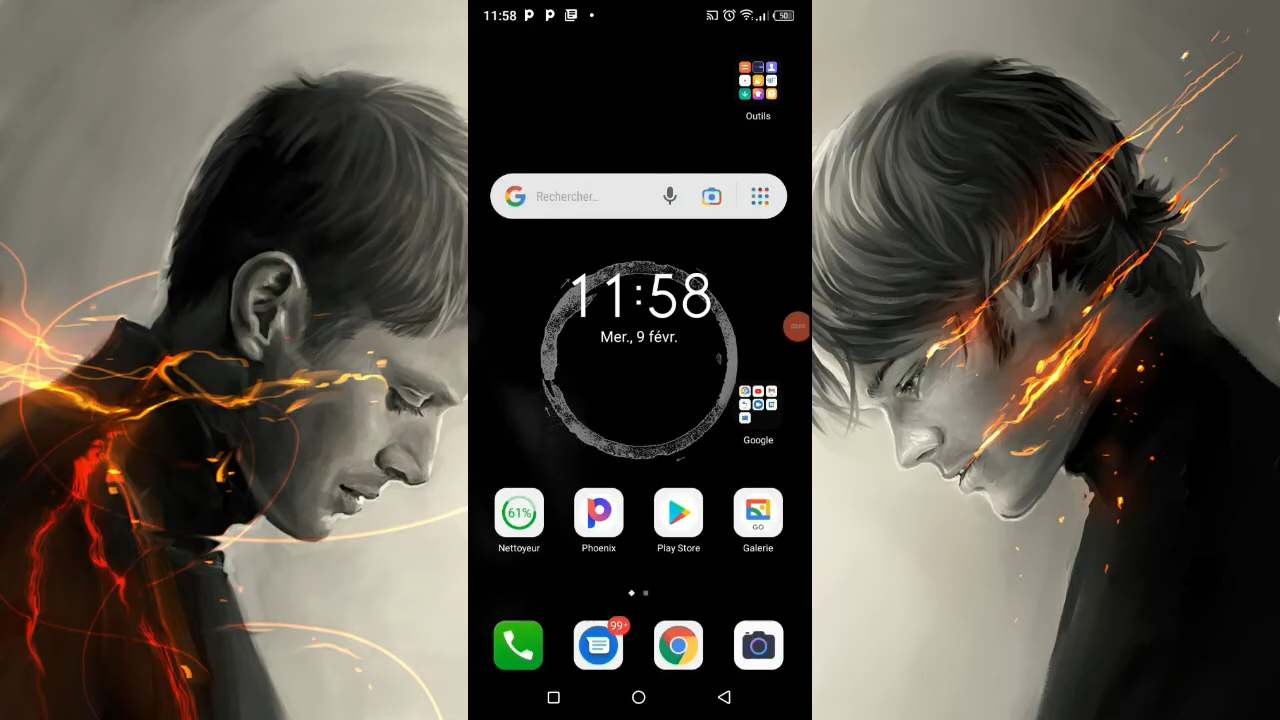 11:58
50
Outils
Rechercher...
11:58
Mer., 9 févr.
Google
61%
GO
Nettoyeur
Phoenix
Play Store
Galerie
99+